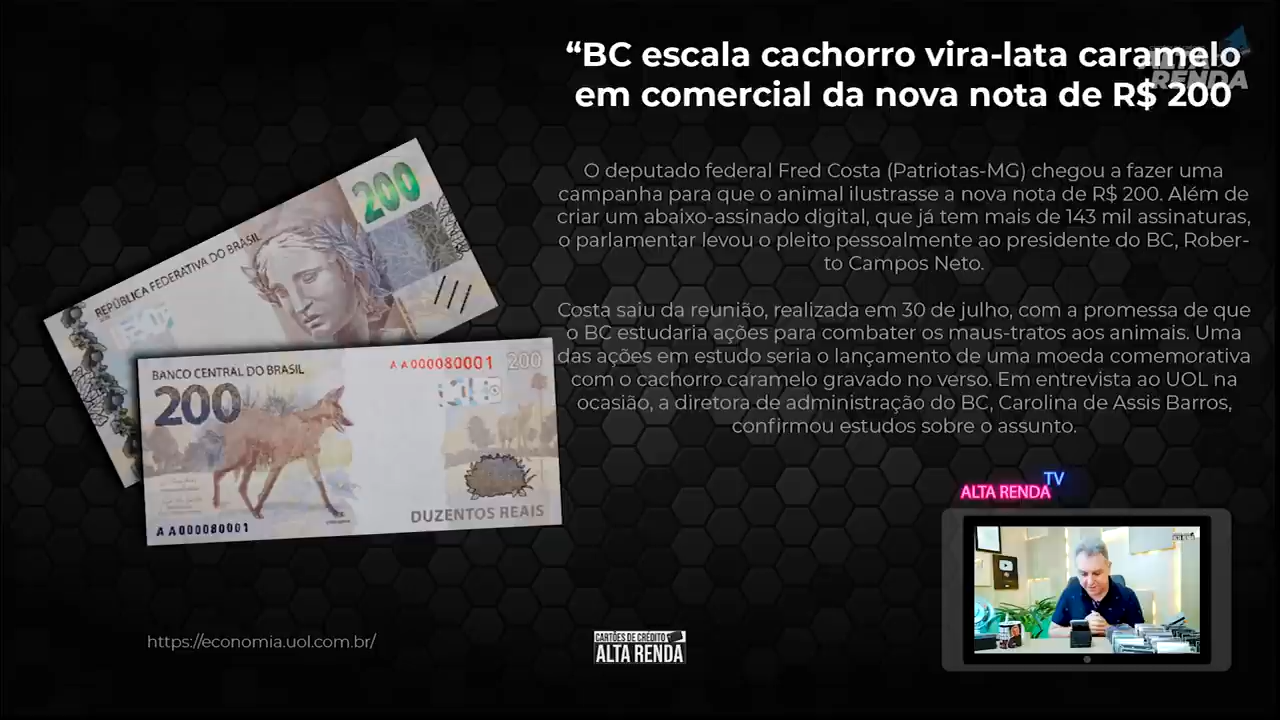 “BC escala cachorro vira-lata caramelo
em comercial da nova nota de R$ 200
ALTA
RENDA
O deputado federal Fred Costa (Patriotas-MG) chegou a fazer uma
campanha para que o animal ilustrasse a nova nota de R$ 200. Além de
criar um abaixo-assinado digital, que já tem mais de 143 mil assinaturas,
o parlamentar levou o pleito pessoalmente ao presidente do BC, Rober-
to Campos Neto.
Costa saiu da reunião, realizada em 30 de julho, com a promessa de que
o BC estudaria ações para combater os maus-tratos aos animais. Uma
das ações em estudo seria o lançamento de uma moeda comemorativa
com o cachorro caramelo gravado no verso. Em entrevista ao UOL na
ocasião, a diretora de administração do BC, Carolina de Assis Barros,
confirmou estudos sobre o assunto.
200
REPÚBLICA FEDERATIVA DO BRASIL
BANCO CENTRAL DO BRASIL
AA000080001
200
200
AA000080001
DUZENTOS REAIS
ALTA RENDA TV
https://economia.uol.com.br/
CARTÕES DE CRÉDITO
ALTA RENDA